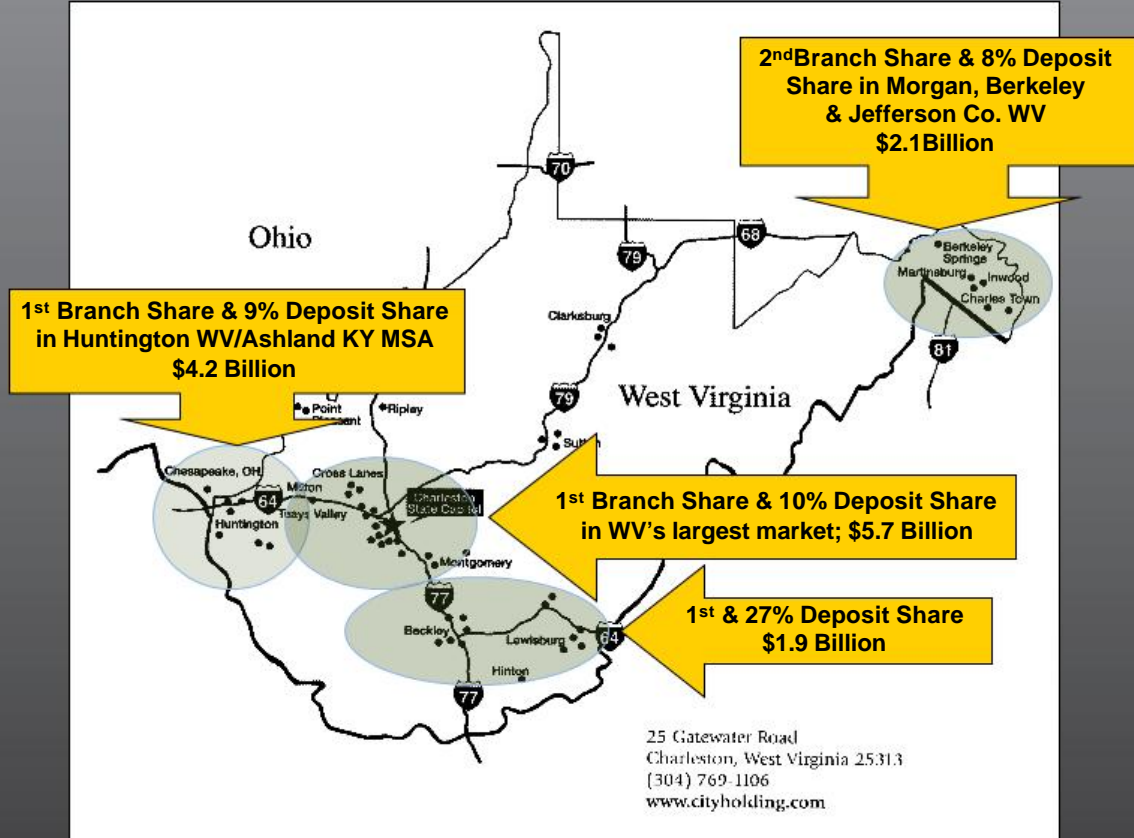 2nd Branch Share & 8% Deposit
Share in Morgan, Berkeley
& Jefferson Co. WV
$2.1Billion
70
Ohio
68
79
Berkeley
Springs
Martinsburg
Inwood
Charles Town
81
1st Branch Share & 9% Deposit Share
in Huntington WV/Ashland KY MSA
$4.2 Billion
Clarksburg
West Virginia
79
Point
Ripley
Chesapeake, OH
Cross Lanes
Milton
64
Teays Valley
Charleston
State Capitol
Huntington
1st Branch Share & 10% Deposit Share
in WV's largest market; $5.7 Billion
Montgomery
77
1st & 27% Deposit Share
$1.9 Billion
Beckley
Lewisburg
64
Hinton
77
25 Gatewater Road
Charleston, West Virginia 25313
(304) 769-1106
www.cityholding.com